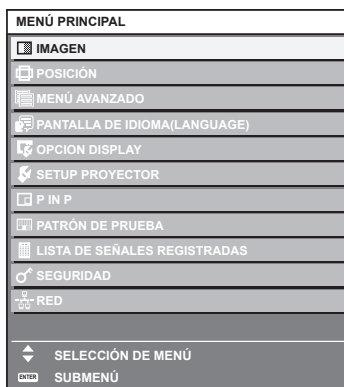 MENÚ PRINCIPAL
IMAGEN
POSICIÓN
MENÚ AVANZADO
PANTALLA DE IDIOMA(LANGUAGE)
OPCION DISPLAY
SETUP PROYECTOR
P IN P
PATRÓN DE PRUEBA
LISTA DE SEÑALES REGISTRADAS
SEGURIDAD
RED
SELECCIÓN DE MENÚ
ENTER SUBMENÚ